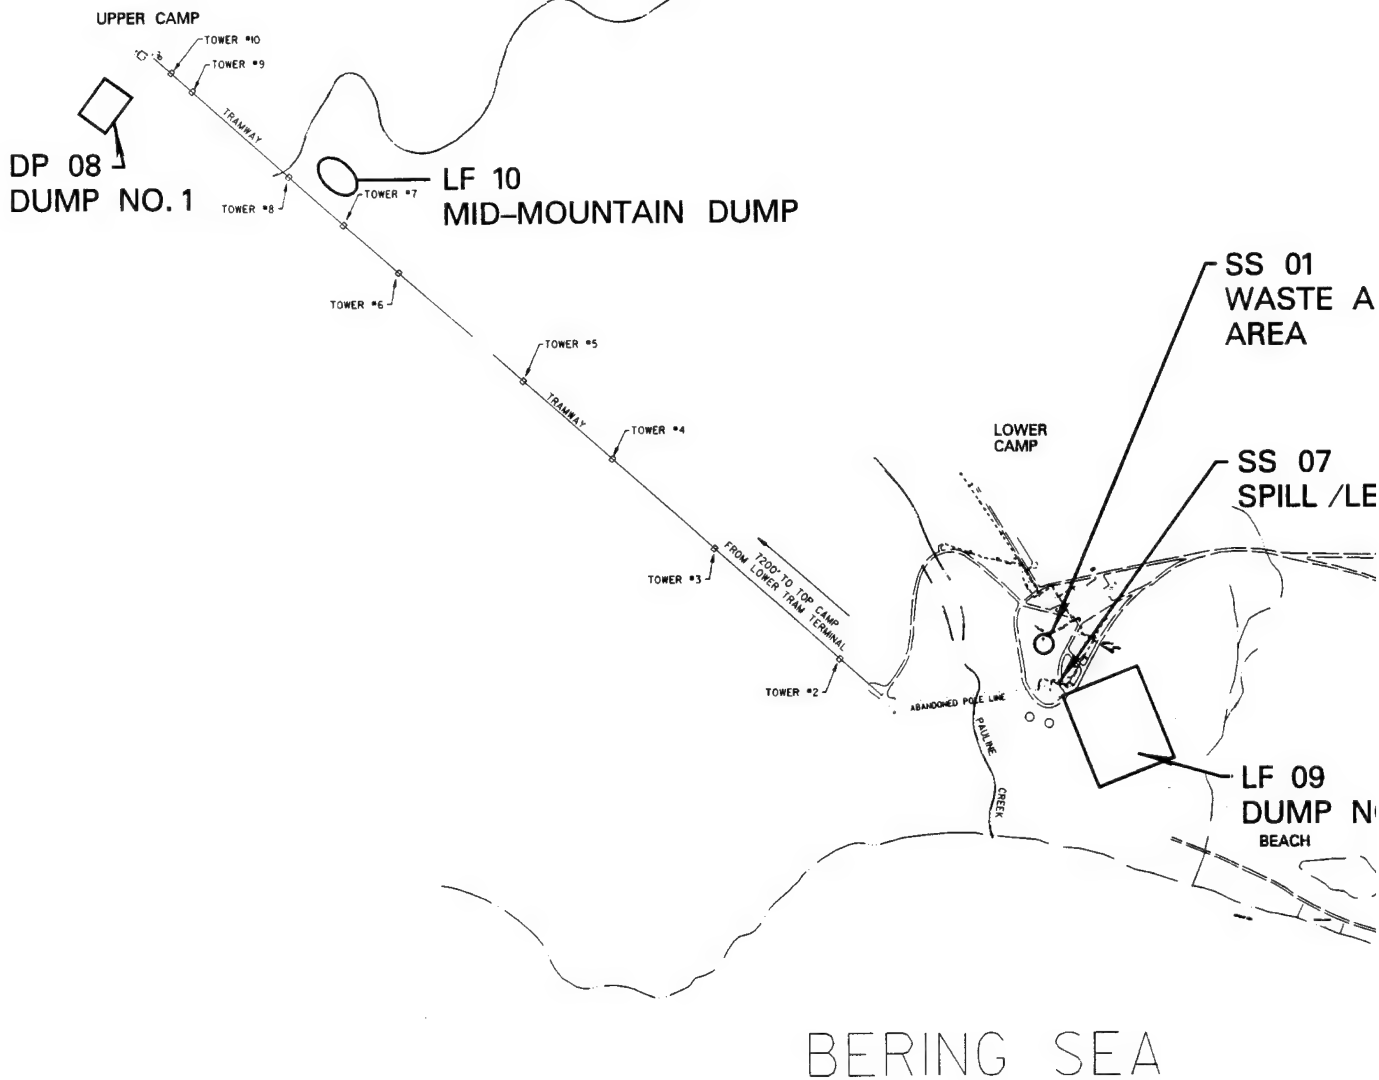 UPPER CAMP
TOWER #10
TOWER #9
TRAMWAY
DP 08
DUMP NO. 1
TOWER #8
TOWER #7
LF 10
MID-MOUNTAIN DUMP
TOWER #6
SS 01
WASTE A
AREA
TOWER #5
TRAMWAY
TOWER #4
LOWER
CAMP
SS 07
SPILL /LE
TOWER #3
7200' TO TOP CAMP
FROM LOWER TRAM TERMINAL
TOWER #2
ABANDONED POLE LINE
PAULINE
CREEK
LF 09
DUMP NO
BEACH
BERING SEA